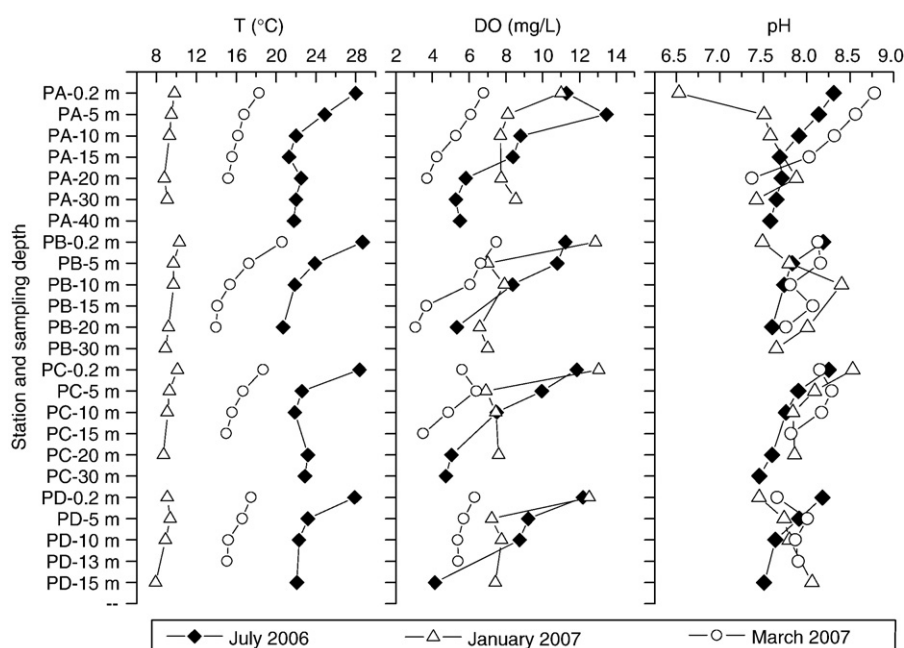 T (°C)
DO (mg/L)
pH
8 12 16 20 24 28
2 4 6 8 10 12 14
6.5 7.0 7.5 8.0 8.5 9.0
Station and sampling depth
PA-0.2 m
PA-5 m
PA-10 m
PA-15 m
PA-20 m
PA-30 m
PA-40 m
PB-0.2 m
PB-5 m
PB-10 m
PB-15 m
PB-20 m
PB-30 m
PC-0.2 m
PC-5 m
PC-10 m
PC-15 m
PC-20 m
PC-30 m
PD-0.2 m
PD-5 m
PD-10 m
PD-13 m
PD-15 m
--
July 2006
January 2007
March 2007